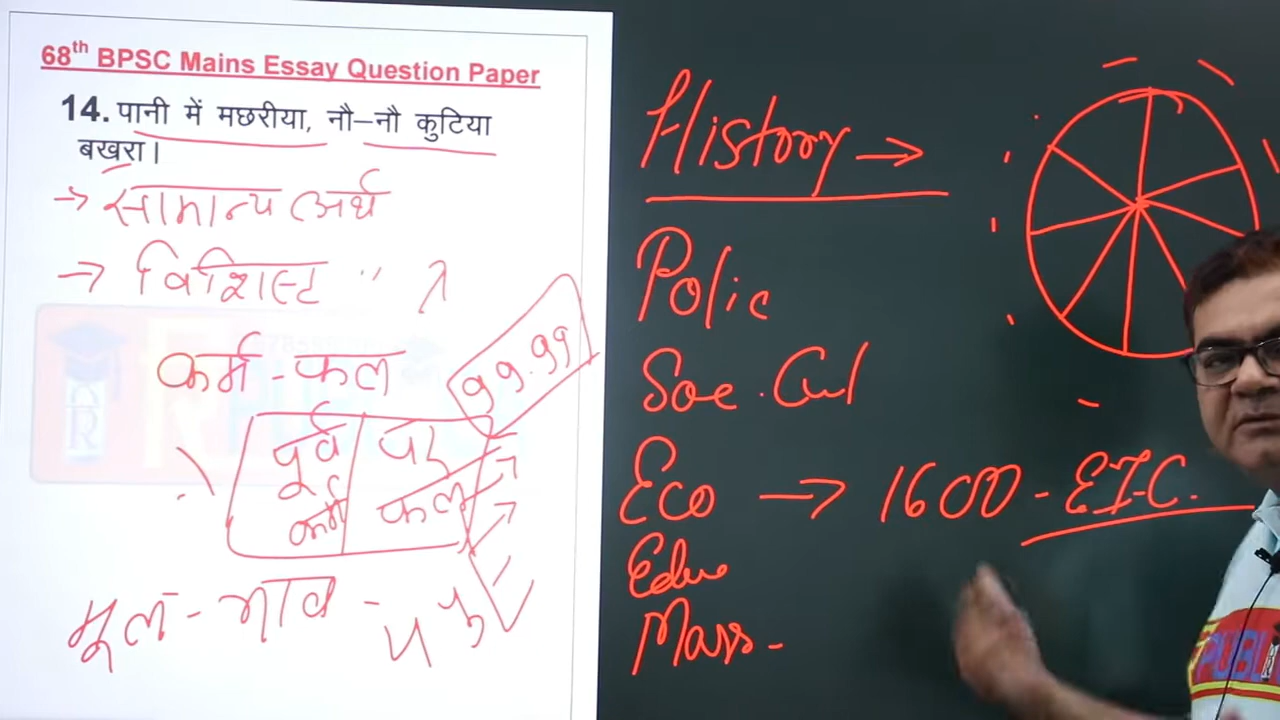 68th BPSC Mains Essay Question Paper
14. पानी में मछरीया, नौ–नौ कुटिया
बखरा।
→ सामान्य अर्थ
→ विशिस्ट "
कर्म - फल
99.99
पूर्व पर
कर्म फल
मूल - भाव -
History →
Polic
Soc. Cul
Eco → 1600 - E.I.C.
Edu
Mass -
PUBLI